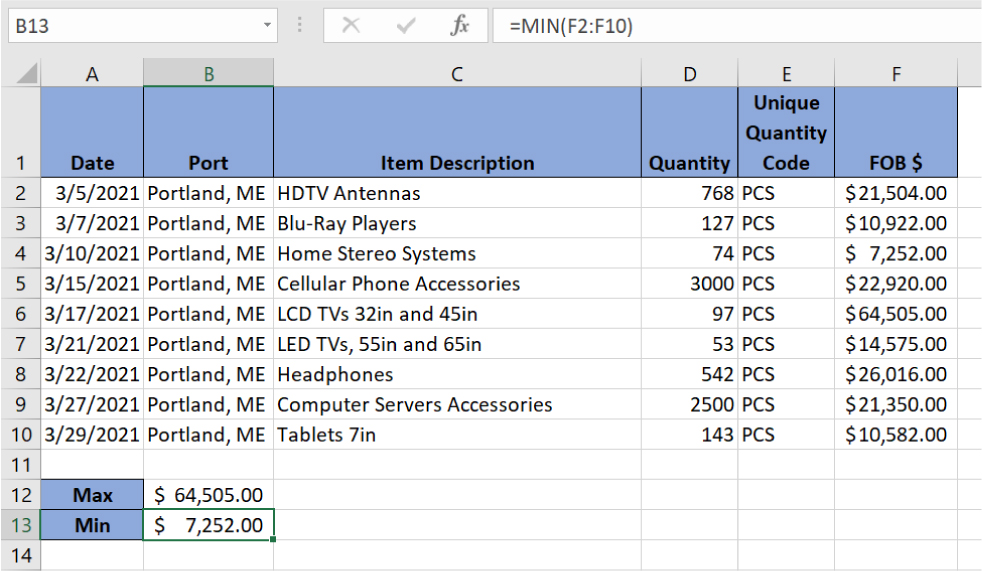 B13 fx =MIN(F2:F10)
A B C D E F
Unique
Quantity
1 Date Port Item Description Quantity Code FOB $
2 3/5/2021 Portland, ME HDTV Antennas 768 PCS $21,504.00
3 3/7/2021 Portland, ME Blu-Ray Players 127 PCS $10,922.00
4 3/10/2021 Portland, ME Home Stereo Systems 74 PCS $ 7,252.00
5 3/15/2021 Portland, ME Cellular Phone Accessories 3000 PCS $22,920.00
6 3/17/2021 Portland, ME LCD TVs 32in and 45in 97 PCS $64,505.00
7 3/21/2021 Portland, ME LED TVs, 55in and 65in 53 PCS $14,575.00
8 3/22/2021 Portland, ME Headphones 542 PCS $26,016.00
9 3/27/2021 Portland, ME Computer Servers Accessories 2500 PCS $21,350.00
10 3/29/2021 Portland, ME Tablets 7in 143 PCS $10,582.00
11
12 Max $ 64,505.00
13 Min $ 7,252.00
14